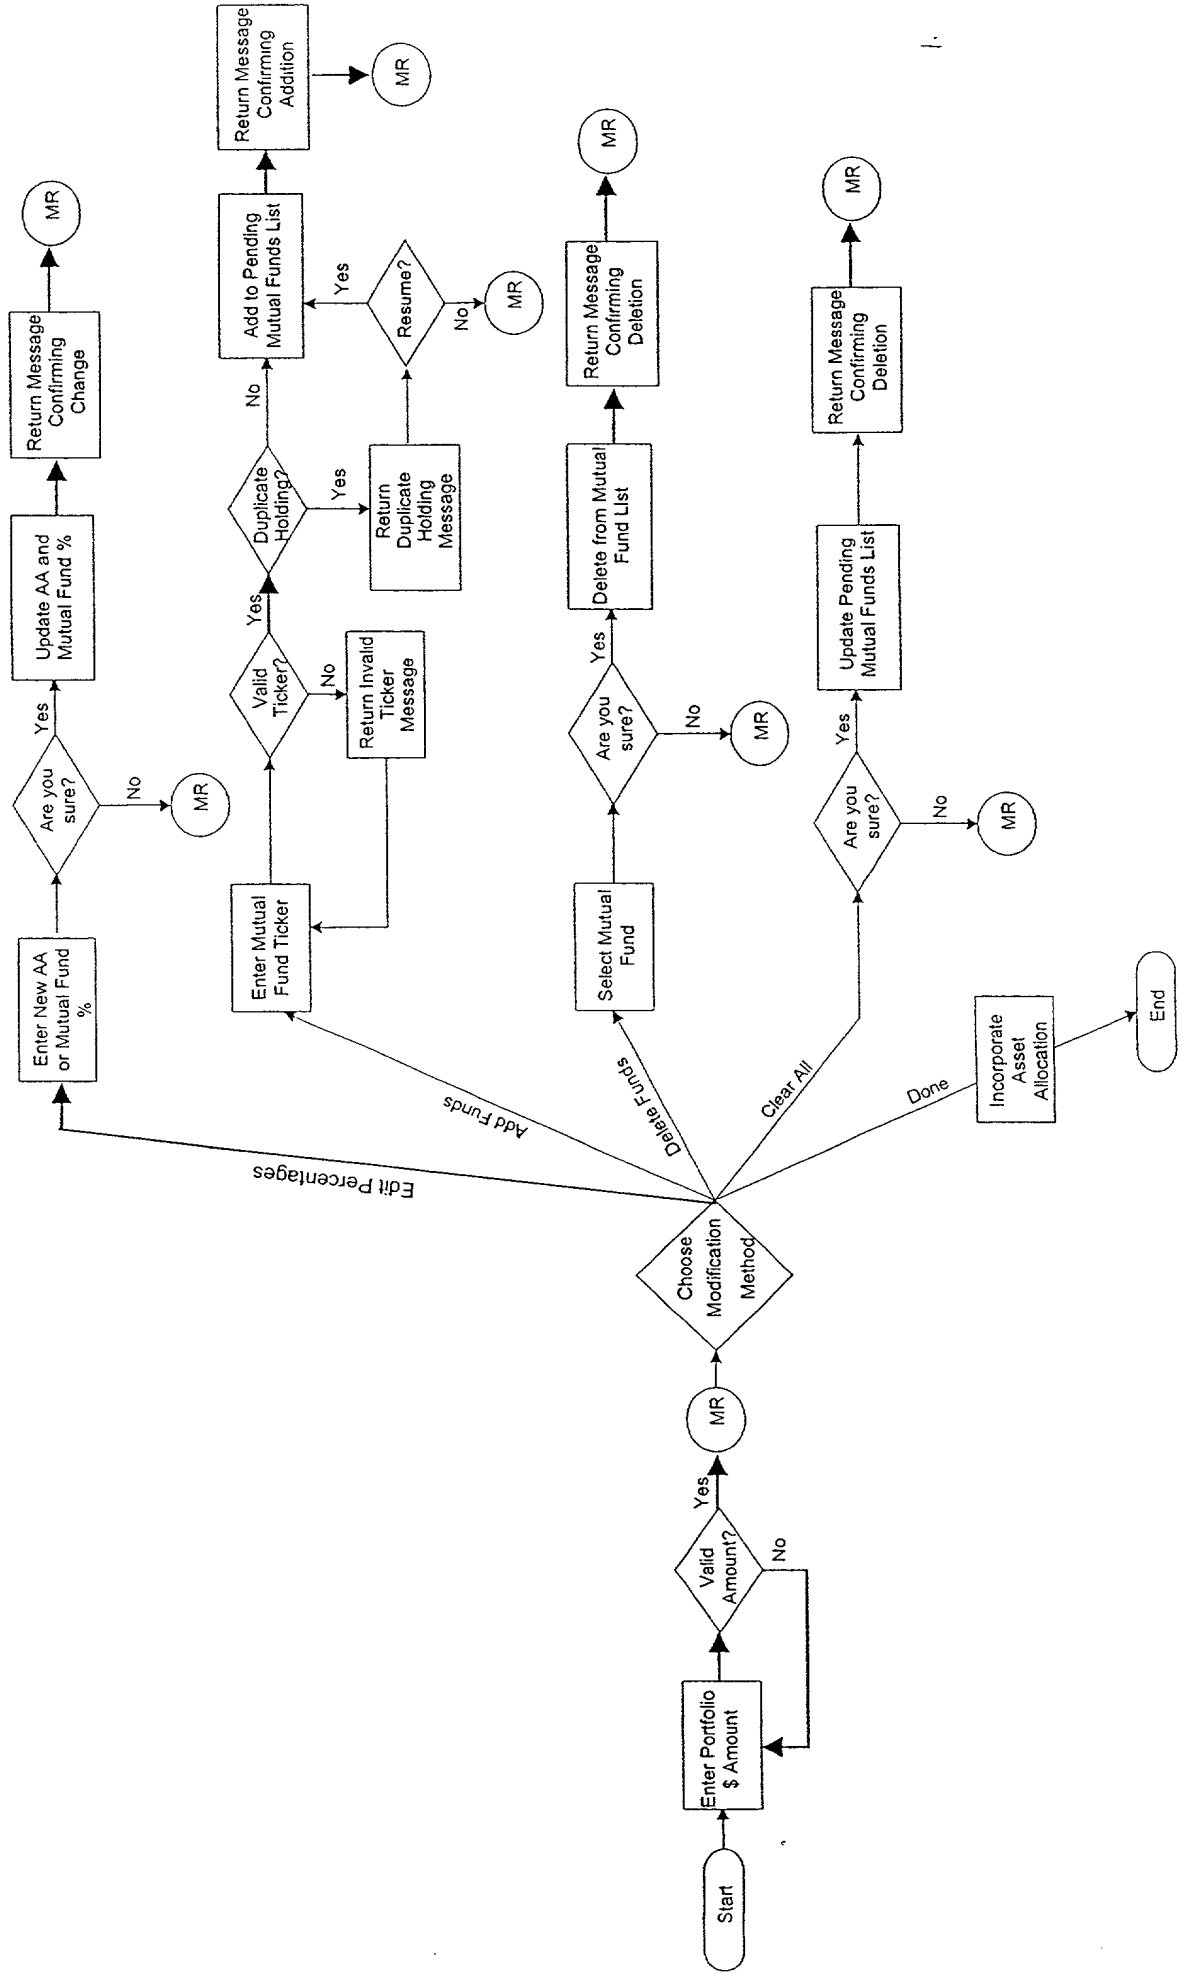 Start
Enter Portfolio
$ Amount
Valid
Amount?
Yes
No
MR
Choose
Modification
Method
Edit Percentages
Enter New AA
or Mutual Fund
%
Are you
sure?
Yes
No
MR
Update AA and
Mutual Fund %
Return Message
Confirming
Change
MR
Add Funds
Enter Mutual
Fund Ticker
Valid
Ticker?
Yes
No
Return Invalid
Ticker
Message
Duplicate
Holding?
No
Yes
Return
Duplicate
Holding
Message
Resume?
Yes
No
MR
Add to Pending
Mutual Funds List
Return Message
Confirming
Addition
MR
Delete Funds
Select Mutual
Fund
Are you
sure?
Yes
No
MR
Delete from Mutual
Fund LIst
Return Message
Confirming
Deletion
MR
Clear All
Are you
sure?
Yes
No
MR
Update Pending
Mutual Funds List
Return Message
Confirming
Deletion
MR
Done
Incorporate
Asset
Allocation
End